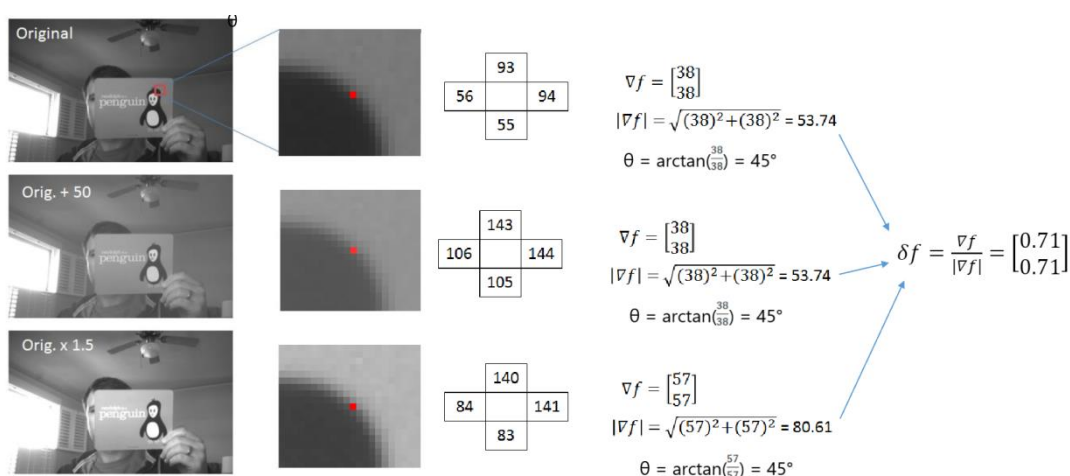 θ
Original
penguin
93
56 94
55
∇f = [38 38]
|∇f| = √(38)²+(38)² = 53.74
θ = arctan(38/38) = 45°
Orig. + 50
penguin
143
106 144
105
∇f = [38 38]
|∇f| = √(38)²+(38)² = 53.74
θ = arctan(38/38) = 45°
δf = ∇f/|∇f| = [0.71 0.71]
Orig. x 1.5
penguin
140
84 141
83
∇f = [57 57]
|∇f| = √(57)²+(57)² = 80.61
θ = arctan(57/57) = 45°